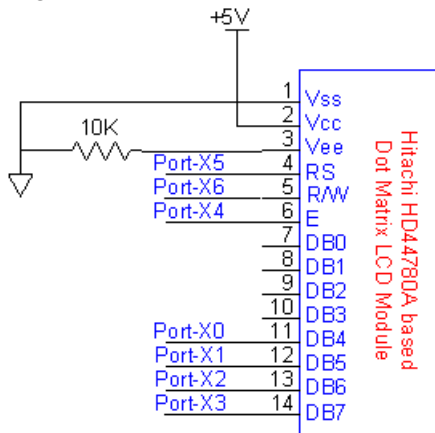 +5V
1 Vss
2 Vcc
10K
3 Vee
Port-X5 4 RS
Port-X6 5 R/W
Port-X4 6 E
7 DB0
8 DB1
9 DB2
10 DB3
Port-X0 11 DB4
Port-X1 12 DB5
Port-X2 13 DB6
Port-X3 14 DB7
Hitachi HD44780A based
Dot Matrix LCD Module